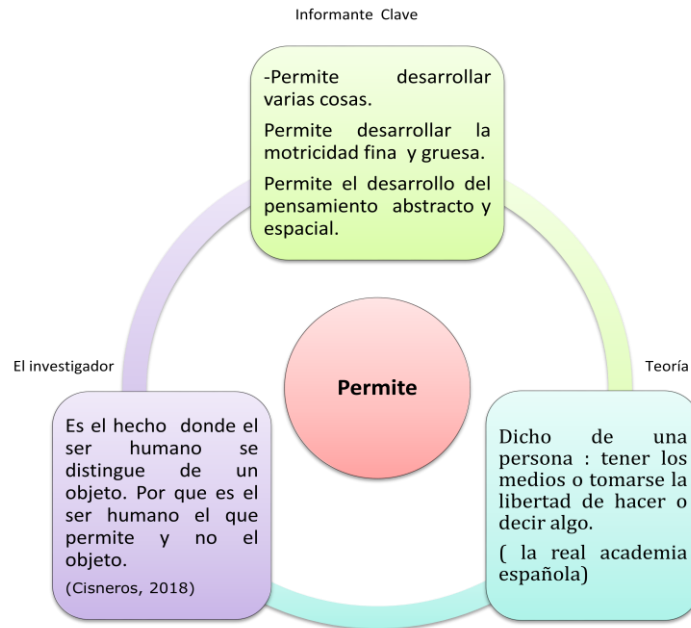 Informante Clave
-Permite desarrollar
varias cosas.
Permite desarrollar la
motricidad fina y gruesa.
Permite el desarrollo del
pensamiento abstracto y
espacial.
El investigador
Permite
Teoría
Es el hecho donde el
ser humano se
distingue de un
objeto. Por que es el
ser humano el que
permite y no el
objeto.
(Cisneros, 2018)
Dicho de una
persona : tener los
medios o tomarse la
libertad de hacer o
decir algo.
( la real academia
española)